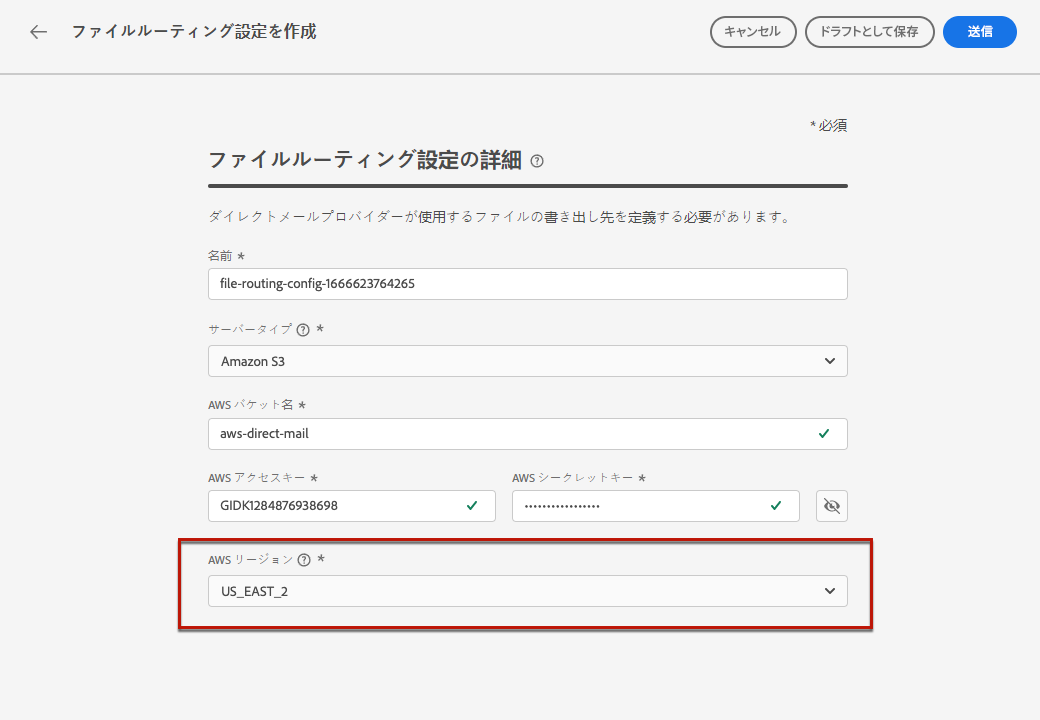 ファイルルーティング設定を作成
キャンセル ドラフトとして保存 送信
* 必須
ファイルルーティング設定の詳細
ダイレクトメールプロバイダーが使用するファイルの書き出し先を定義する必要があります。
名前 *
file-routing-config-1666623764265
サーバータイプ *
Amazon S3
AWS バケット名 *
aws-direct-mail
AWS アクセスキー * AWS シークレットキー *
GIDK1284876938698 •••••••••••••••••
AWS リージョン *
US_EAST_2